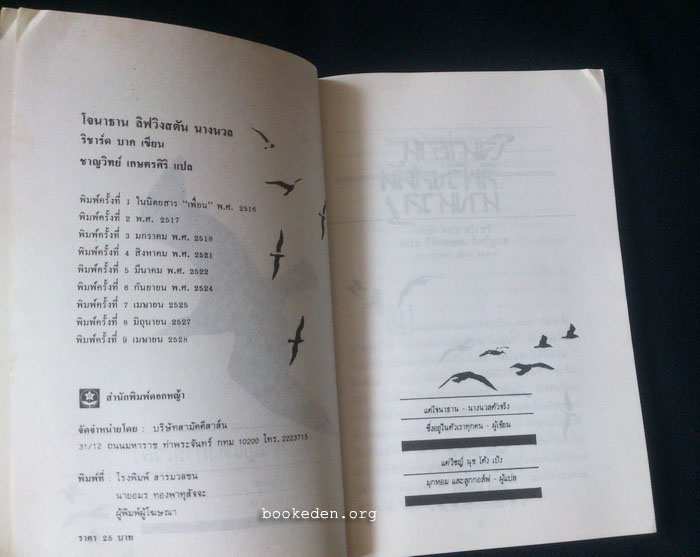 โจนาธาน ลิฟวิงสตัน นางนวล
ริชาร์ด บาค เขียน
ชาญวิทย์ เกษตรศิริ แปล
พิมพ์ครั้งที่ 1 ในนิตยสาร "เพื่อน" พ.ศ. 2516
พิมพ์ครั้งที่ 2 พ.ศ. 2517
พิมพ์ครั้งที่ 3 มกราคม พ.ศ. 2518
พิมพ์ครั้งที่ 4 สิงหาคม พ.ศ. 2521
พิมพ์ครั้งที่ 5 มีนาคม พ.ศ. 2522
พิมพ์ครั้งที่ 6 กันยายน พ.ศ. 2524
พิมพ์ครั้งที่ 7 เมษายน 2525
พิมพ์ครั้งที่ 8 มิถุนายน 2527
พิมพ์ครั้งที่ 9 เมษายน 2528
สำนักพิมพ์ดอกหญ้า
จัดจำหน่ายโดย : บริษัทสามัคคีสาส์น
31/12 ถนนมหาราช ท่าพระจันทร์ กทม 10200 โทร. 2223715
พิมพ์ที่ : โรงพิมพ์ สารมวลชน
นายอมร ทองพาทุสัจจะ
ผู้พิมพ์ผู้โฆษณา
ราคา 25 บาท
แด่โจนาธาน - นางนวลตัวจริง
ซึ่งอยู่ในตัวเราทุกคน - ผู้เขียน
แด่วิชญ์ นุช โต้ง เป้ง
มุกหอม และลูกกอล์ฟ - ผู้แปล
bookeden.org